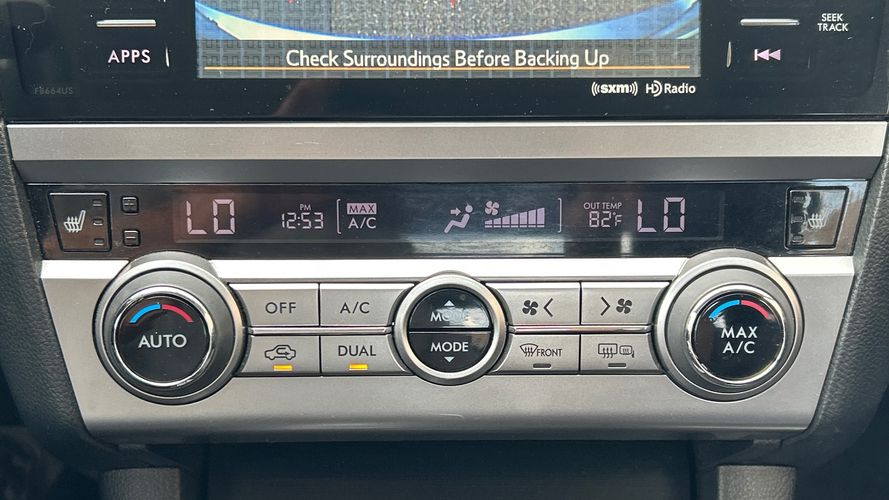 SEEK
TRACK
APPS
Check Surroundings Before Backing Up
FB664US
((sxm)) HD Radio
LO
PM
12:53
MAX
A/C
OUT TEMP
82°F
LO
AUTO
OFF
A/C
MODE
MODE
DUAL
FRONT
MAX
A/C